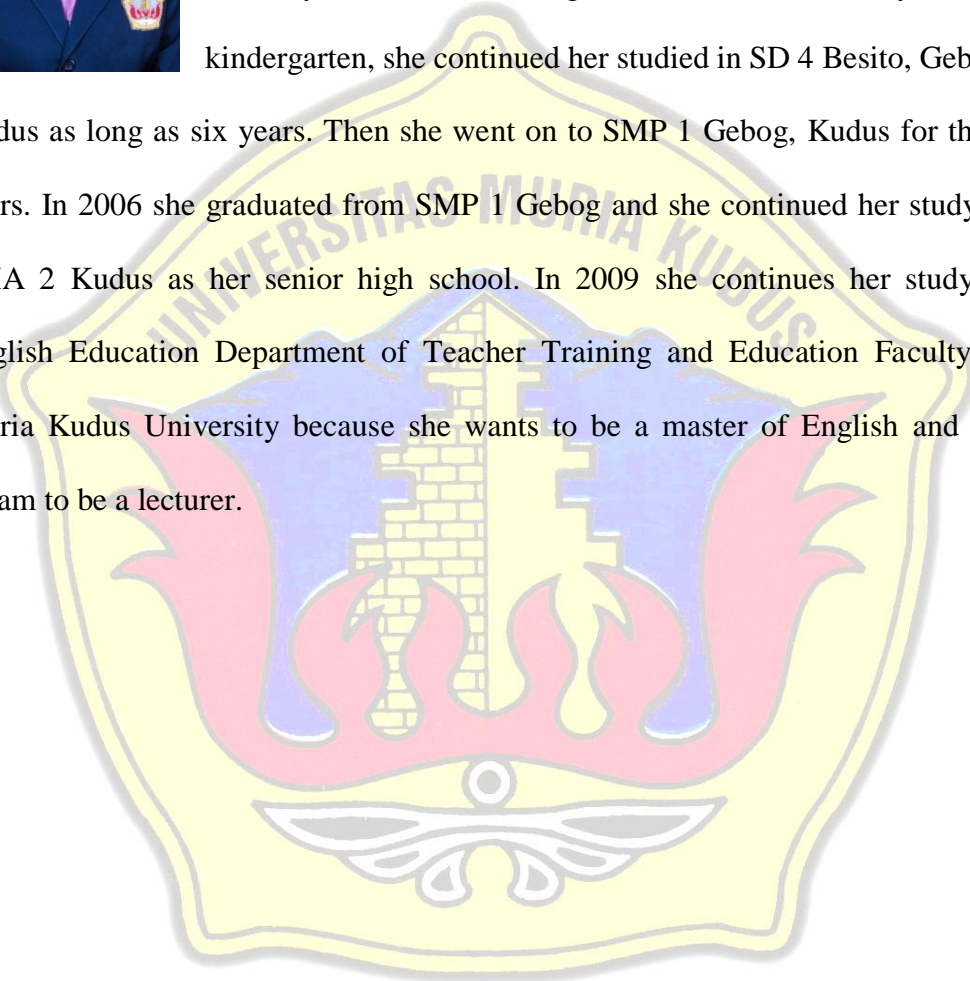 kindergarten, she continued her studied in SD 4 Besito, Geb
dus as long as six years. Then she went on to SMP 1 Gebog, Kudus for th
rs. In 2006 she graduated from SMP 1 Gebog and she continued her study
A 2 Kudus as her senior high school. In 2009 she continues her study
glish Education Department of Teacher Training and Education Faculty
ria Kudus University because she wants to be a master of English and
am to be a lecturer.
UNIVERSITAS MURIA KUDUS